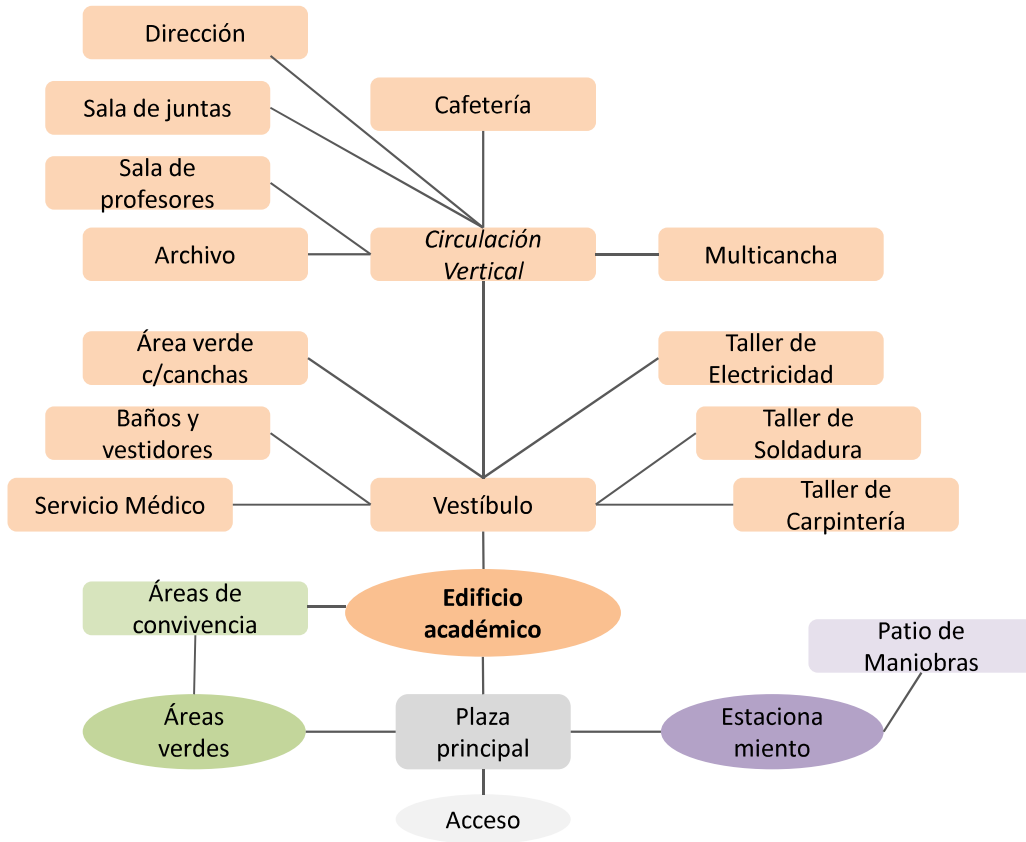 Dirección
Sala de juntas
Cafetería
Sala de
profesores
Archivo
Circulación
Vertical
Multicancha
Área verde
c/canchas
Taller de
Electricidad
Baños y
vestidores
Taller de
Soldadura
Servicio Médico
Vestíbulo
Taller de
Carpintería
Áreas de
convivencia
Edificio
académico
Patio de
Maniobras
Áreas
verdes
Plaza
principal
Estaciona
miento
Acceso